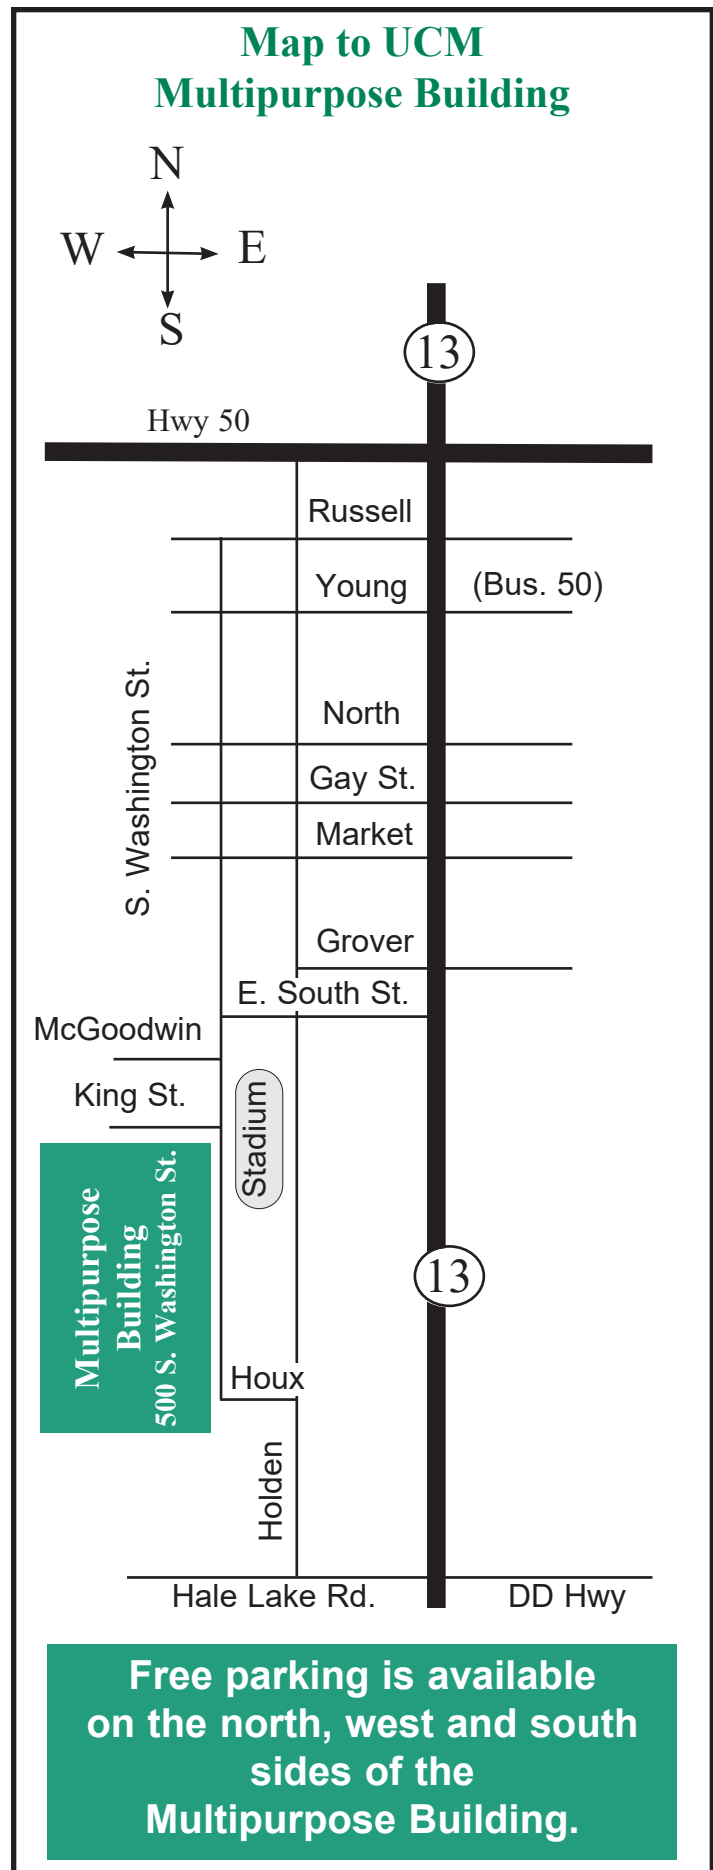 Map to UCM
Multipurpose Building
N
W
E
S
13
Hwy 50
Russell
Young
(Bus. 50)
S. Washington St.
North
Gay St.
Market
Grover
E. South St.
McGoodwin
King St.
Stadium
Multipurpose
Building
500 S. Washington St.
13
Houx
Holden
Hale Lake Rd.
DD Hwy
Free parking is available
on the north, west and south
sides of the
Multipurpose Building.